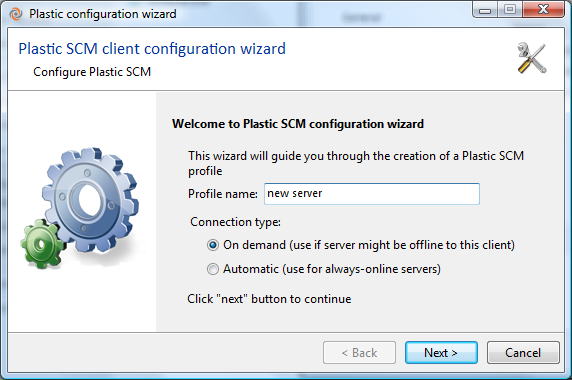 Plastic configuration wizard
Plastic SCM client configuration wizard
Configure Plastic SCM
Welcome to Plastic SCM configuration wizard
This wizard will guide you through the creation of a Plastic SCM
profile
Profile name: new server
Connection type:
On demand (use if server might be offline to this client)
Automatic (use for always-online servers)
Click "next" button to continue
< Back Next > Cancel